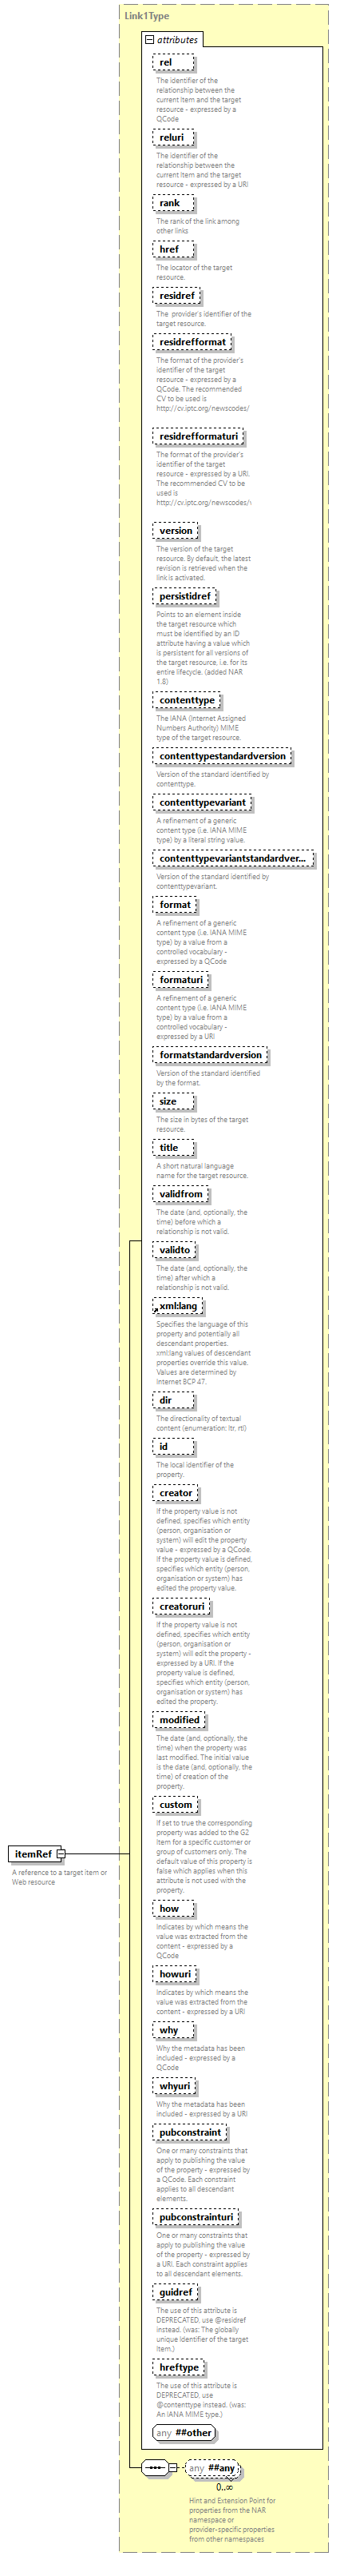 Link1Type
attributes
rel
The identifier of the
relationship between the
current Item and the target
resource - expressed by a
QCode
reluri
The identifier of the
relationship between the
current Item and the target
resource - expressed by a URI
rank
The rank of the link among
other links
href
The locator of the target
resource.
residref
The provider's identifier of the
target resource.
residrefformat
The format of the provider's
identifier of the target
resource - expressed by a
QCode. The recommended
CV to be used is
http://cv.iptc.org/newscodes/
residrefformaturi
The format of the provider's
identifier of the target
resource - expressed by a URI.
The recommended CV to be
used is
http://cv.iptc.org/newscodes/
version
The version of the target
resource. By default, the latest
revision is retrieved when the
link is activated.
persistidref
Points to an element inside
the target resource which
must be identified by an ID
attribute having a value which
is persistent for all versions of
the target resource, i.e. for its
entire lifecycle. (added NAR
1.8)
contenttype
The IANA (Internet Assigned
Numbers Authority) MIME
type of the target resource.
contenttypestandardversion
Version of the standard identified by
contenttype.
contenttypevariant
A refinement of a generic
content type (i.e. IANA MIME
type) by a literal string value.
contenttypevariantstandardver...
Version of the standard identified by
contenttypevariant.
format
A refinement of a generic
content type (i.e. IANA MIME
type) by a value from a
controlled vocabulary -
expressed by a QCode
formaturi
A refinement of a generic
content type (i.e. IANA MIME
type) by a value from a
controlled vocabulary -
expressed by a URI
formatstandardversion
Version of the standard identified
by the format.
size
The size in bytes of the target
resource.
title
A short natural language
name for the target resource.
validfrom
The date (and, optionally, the
time) before which a
relationship is not valid.
validto
The date (and, optionally, the
time) after which a
relationship is not valid.
xml:lang
Specifies the language of this
property and potentially all
descendant properties.
xml:lang values of descendant
properties override this value.
Values are determined by
Internet BCP 47.
dir
The directionality of textual
content (enumeration: ltr, rtl)
id
The local identifier of the
property.
creator
If the property value is not
defined, specifies which entity
(person, organisation or
system) will edit the property
value - expressed by a QCode.
If the property value is defined,
specifies which entity (person,
organisation or system) has
edited the property value.
creatoruri
If the property value is not
defined, specifies which entity
(person, organisation or
system) will edit the property -
expressed by a URI. If the
property value is defined,
specifies which entity (person,
organisation or system) has
edited the property.
modified
The date (and, optionally, the
time) when the property was
last modified. The initial value
is the date (and, optionally, the
time) of creation of the
property.
custom
If set to true the corresponding
property was added to the G2
Item for a specific customer or
group of customers only. The
default value of this property is
false which applies when this
attribute is not used with the
property.
itemRef
A reference to a target item or
Web resource
how
Indicates by which means the
value was extracted from the
content - expressed by a
QCode
howuri
Indicates by which means the
value was extracted from the
content - expressed by a URI
why
Why the metadata has been
included - expressed by a
QCode
whyuri
Why the metadata has been
included - expressed by a URI
pubconstraint
One or many constraints that
apply to publishing the value
of the property - expressed by
a QCode. Each constraint
applies to all descendant
elements.
pubconstrainturi
One or many constraints that
apply to publishing the value
of the property - expressed by
a URI. Each constraint applies
to all descendant elements.
guidref
The use of this attribute is
DEPRECATED, use @residref
instead. (was: The globally
unique identifier of the target
Item.)
hreftype
The use of this attribute is
DEPRECATED, use
@contenttype instead. (was:
An IANA MIME type.)
any ##other
any ##any
0..∞
Hint and Extension Point for
properties from the NAR
namespace or
provider-specific properties
from other namespaces